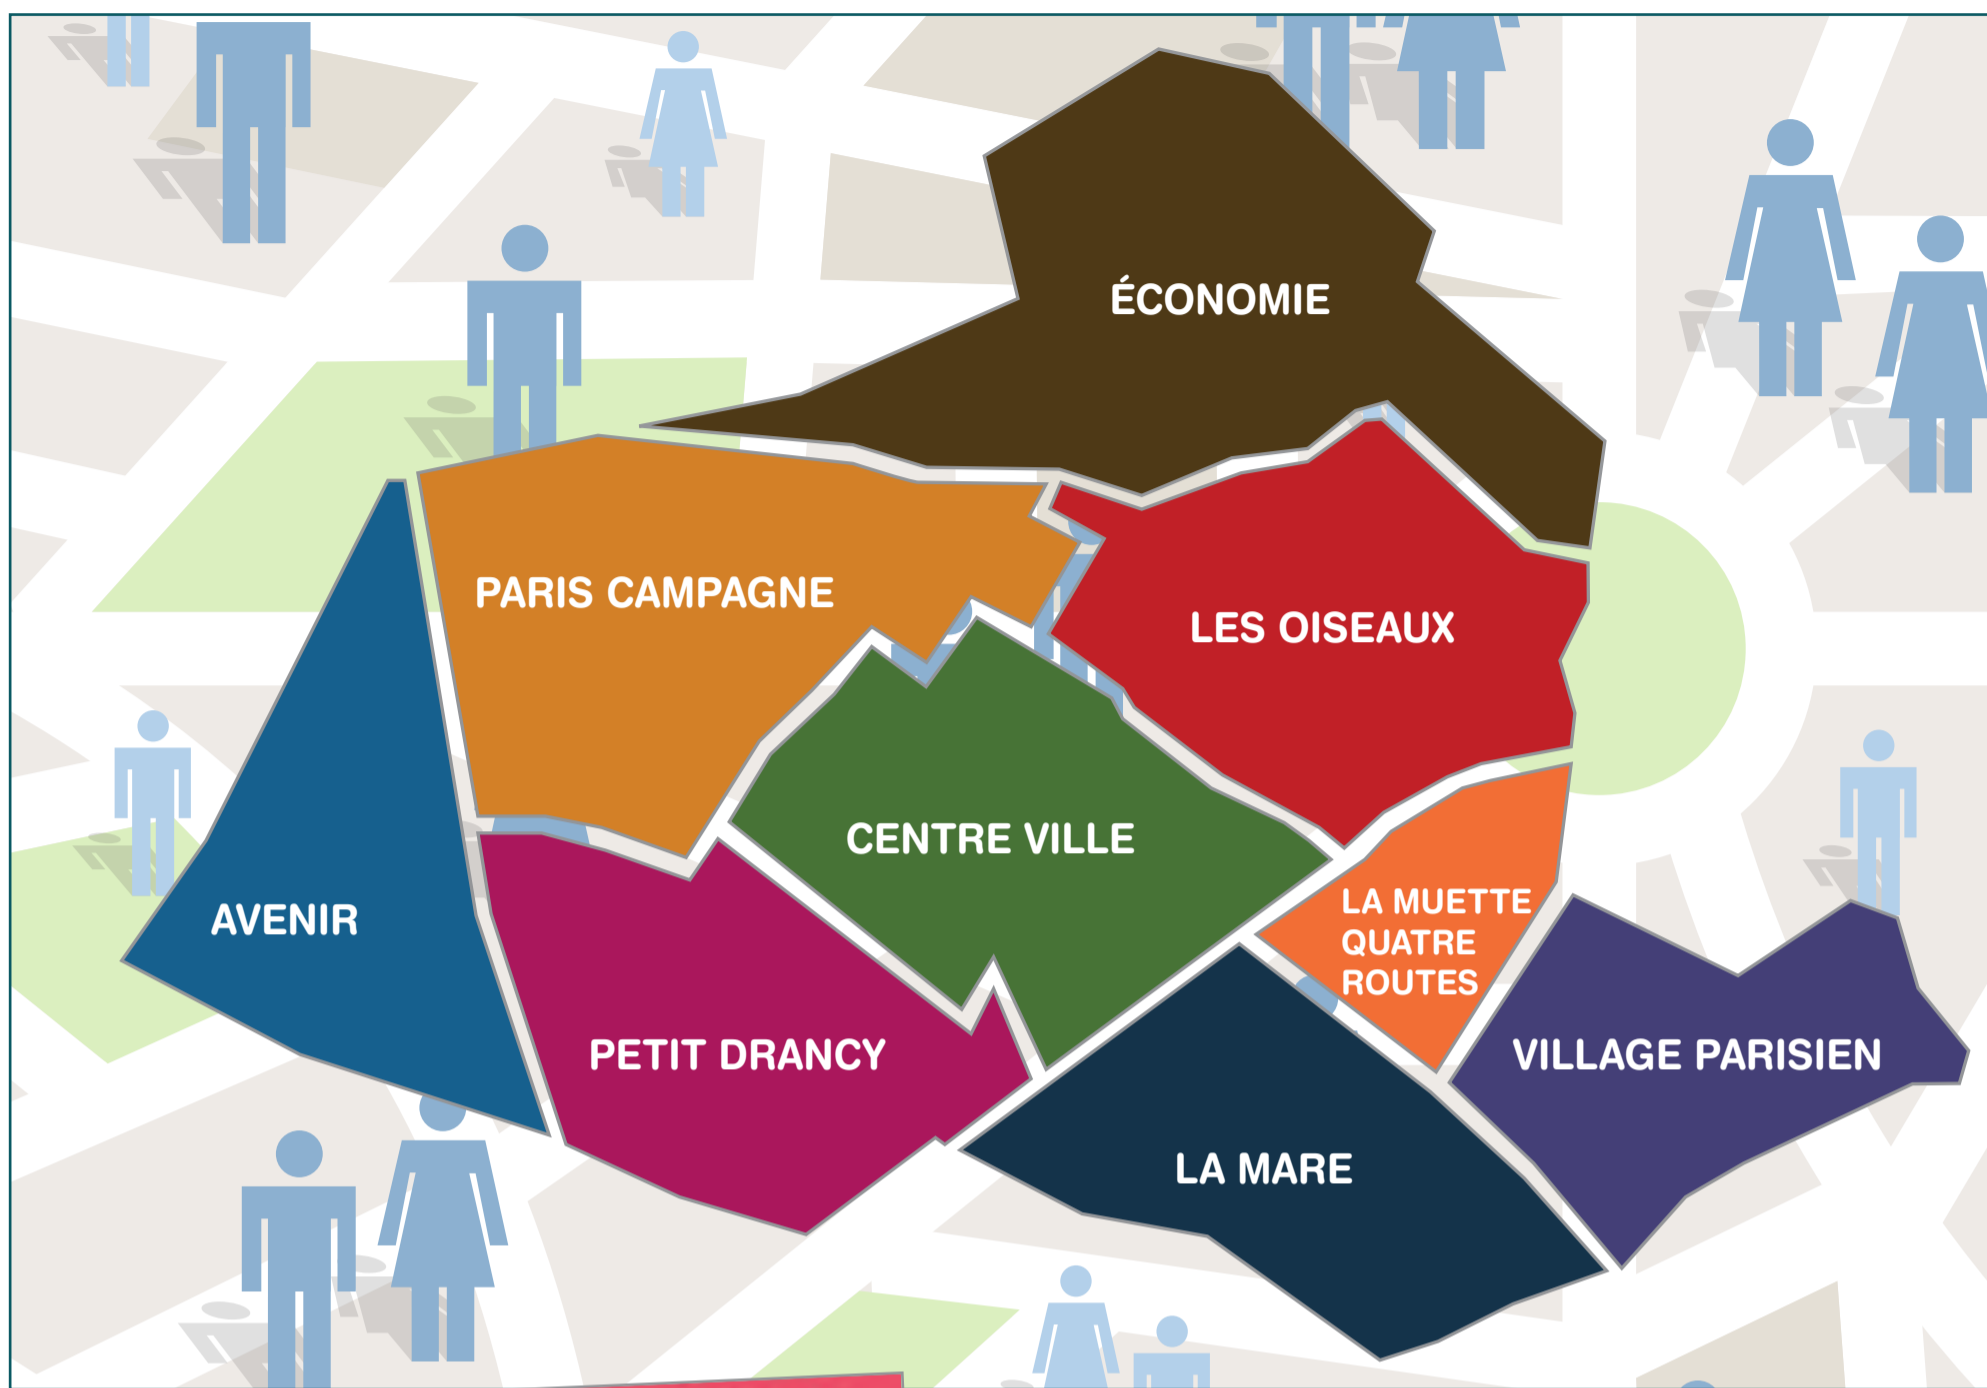 ÉCONOMIE
PARIS CAMPAGNE
LES OISEAUX
CENTRE VILLE
AVENIR
LA MUETTE
QUATRE
ROUTES
PETIT DRANCY
VILLAGE PARISIEN
LA MARE